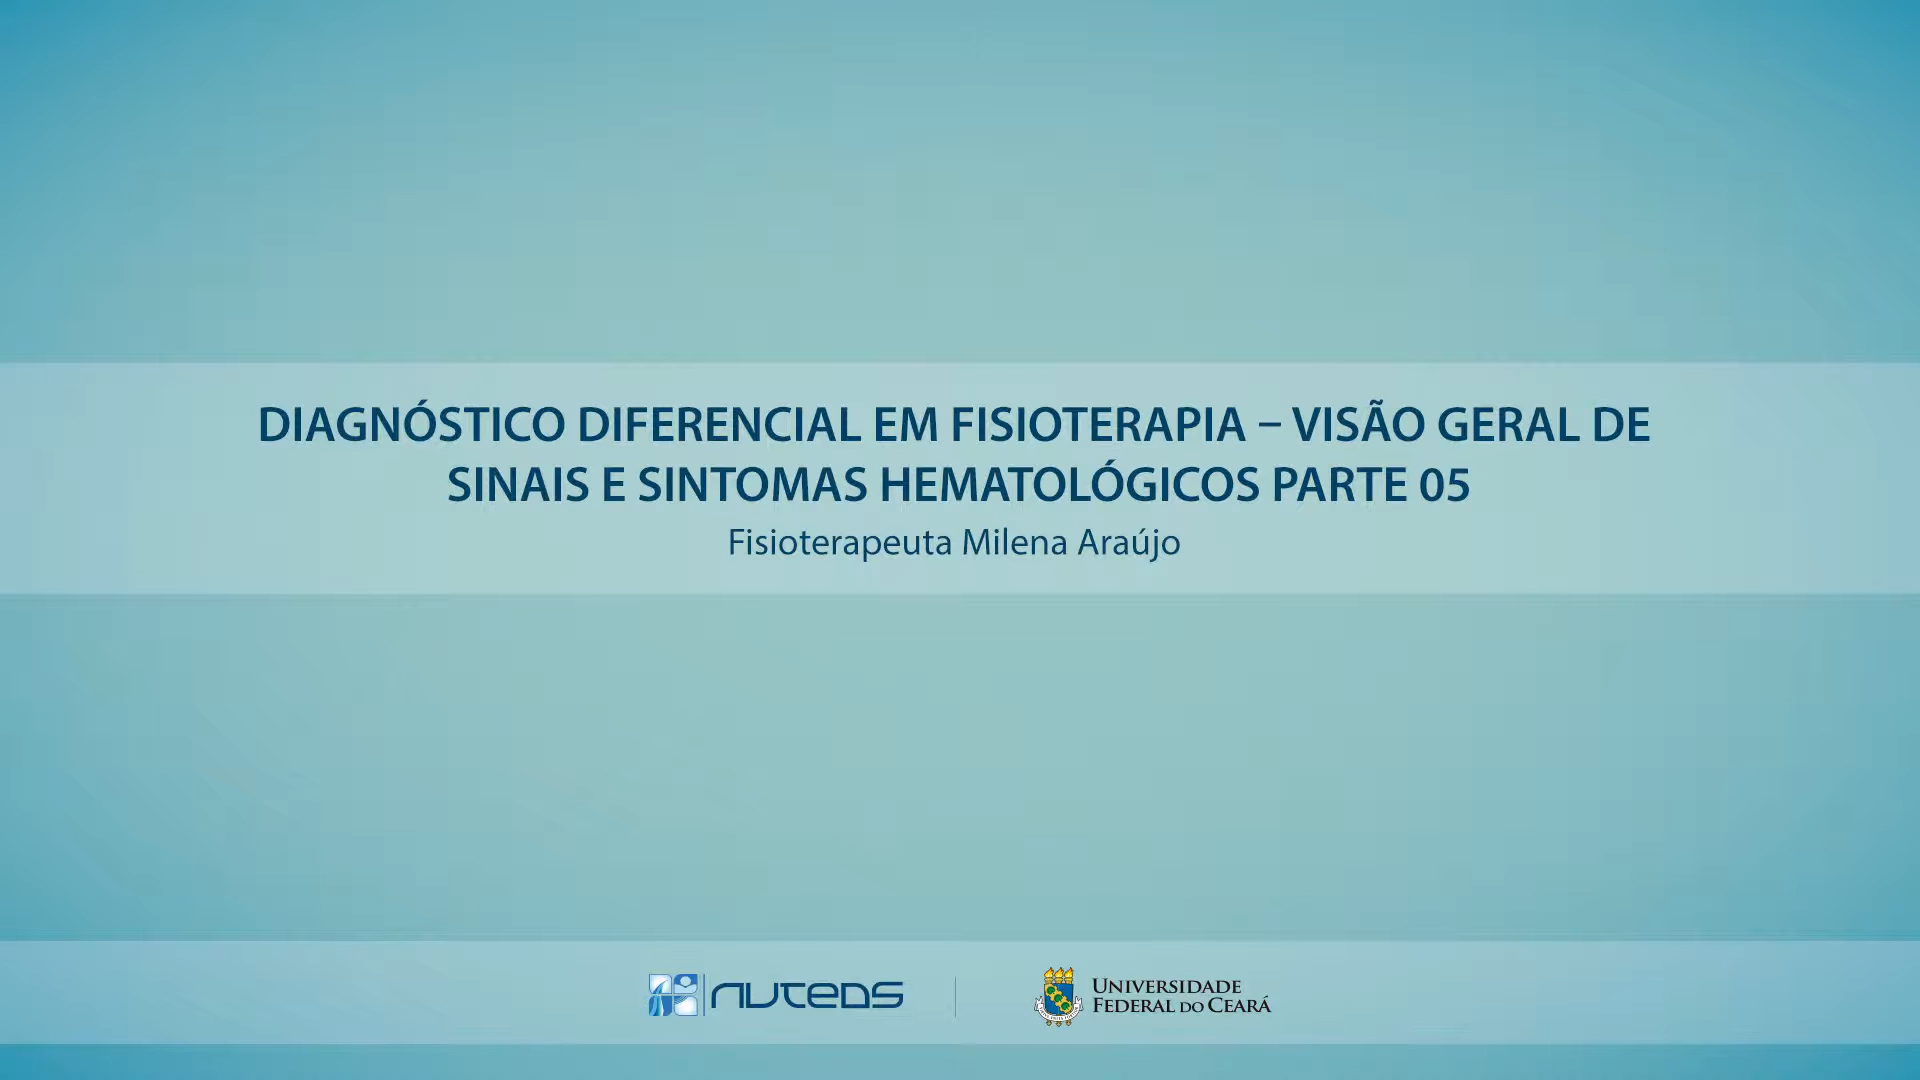 DIAGNÓSTICO DIFERENCIAL EM FISIOTERAPIA – VISÃO GERAL DE
SINAIS E SINTOMAS HEMATOLÓGICOS PARTE 05
Fisioterapeuta Milena Araújo
NUTEDS
UNIVERSIDADE
FEDERAL DO CEARÁ